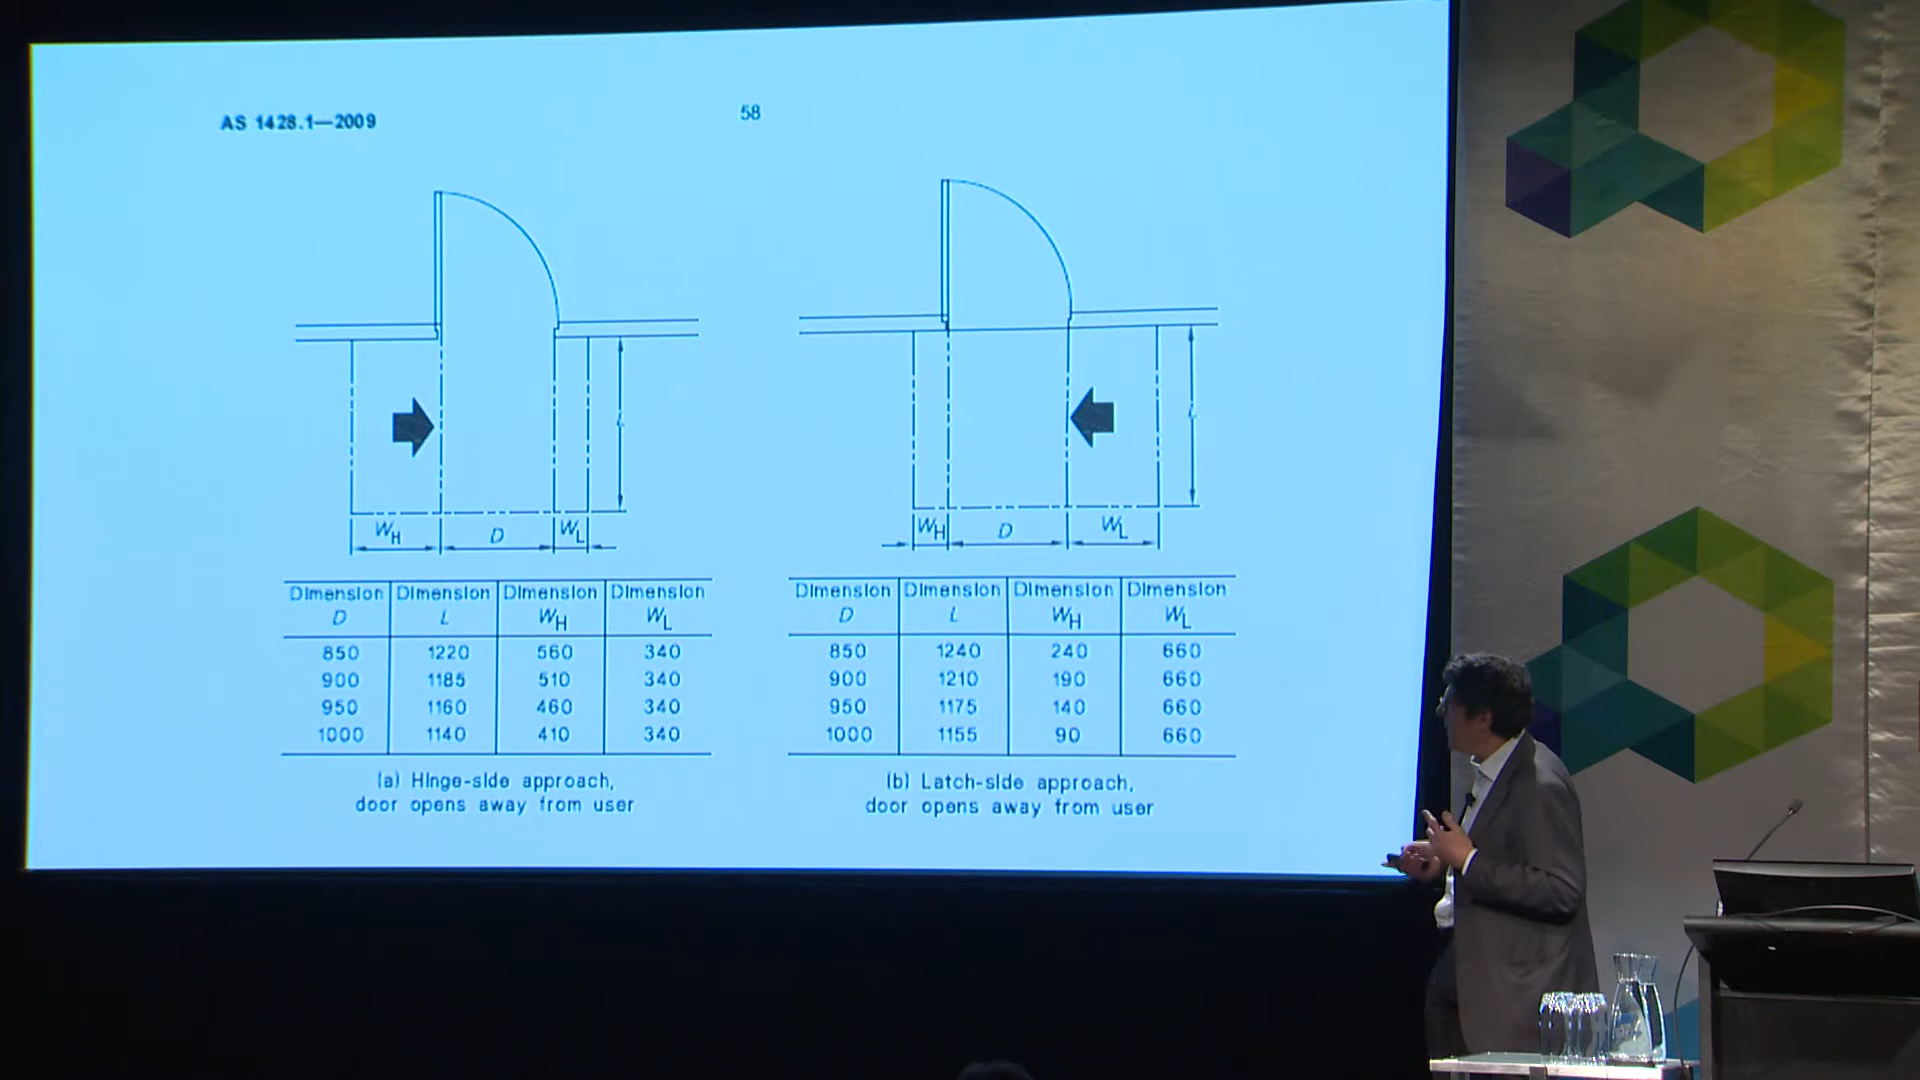 AS 1428.1—2009
58
L
L
WH D WL
WH D WL
Dimension D Dimension L Dimension WH Dimension WL
850 1220 560 340
900 1185 510 340
950 1160 460 340
1000 1140 410 340
(a) Hinge-side approach,
door opens away from user
Dimension D Dimension L Dimension WH Dimension WL
850 1240 240 660
900 1210 190 660
950 1175 140 660
1000 1155 90 660
(b) Latch-side approach,
door opens away from user